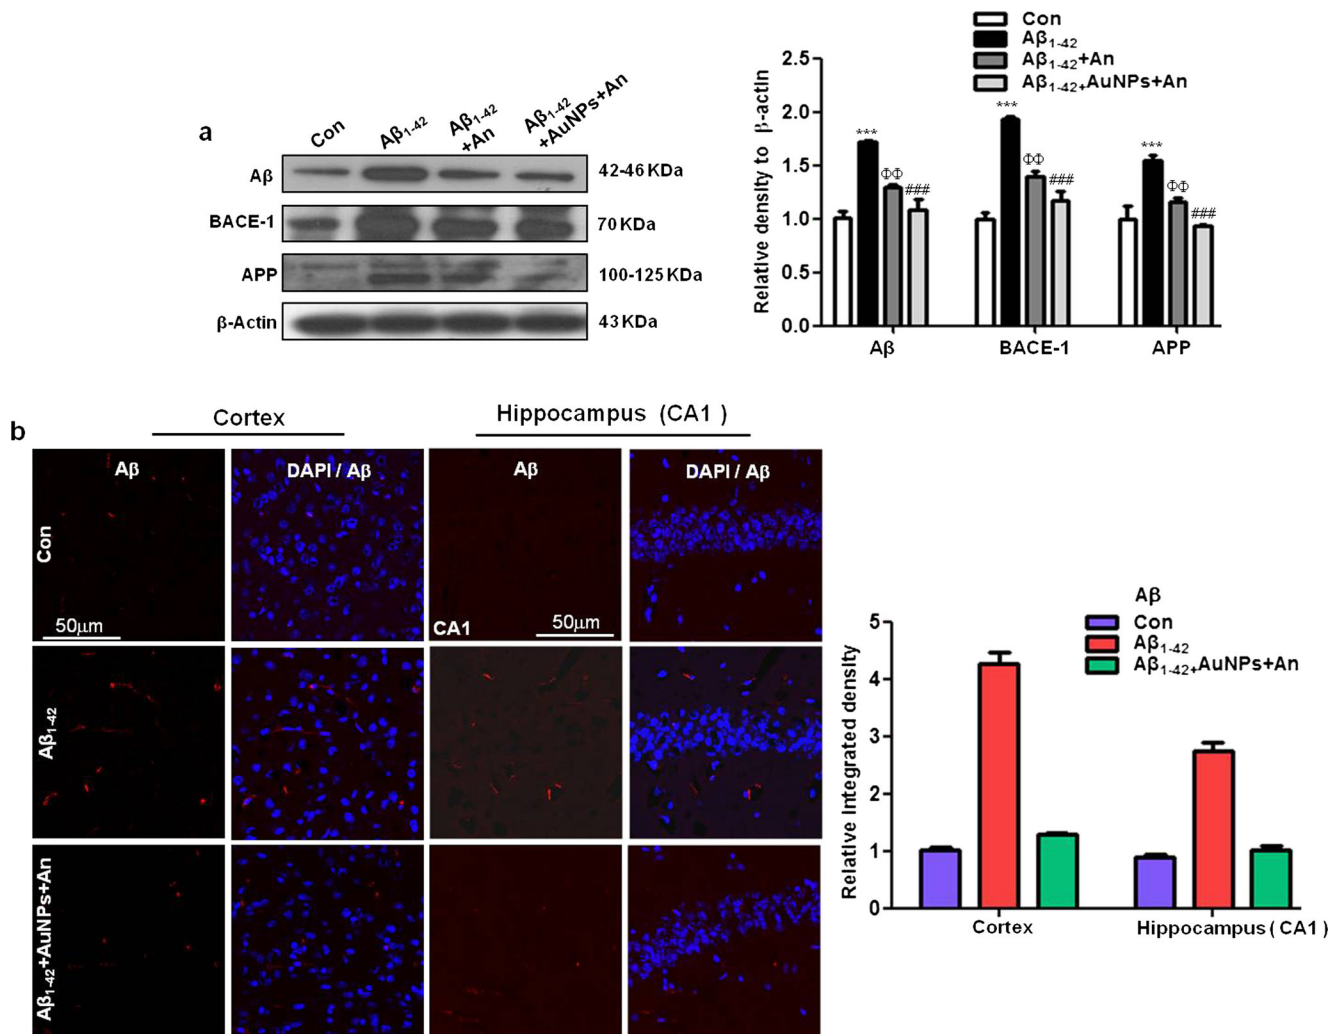 a
Con
Aβ1-42
Aβ1-42
+An
Aβ1-42
+AuNPs+An
Aβ
42-46 KDa
BACE-1
70 KDa
APP
100-125 KDa
β-Actin
43 KDa
Con
Aβ1-42
Aβ1-42+An
Aβ1-42+AuNPs+An
Relative density to β-actin
2.5
2.0
1.5
1.0
0.5
0.0
***
ΦΦ
###
***
ΦΦ
###
***
ΦΦ
###
Aβ
BACE-1
APP
b
Cortex
Hippocampus (CA1 )
Aβ
DAPI / Aβ
Aβ
DAPI / Aβ
Con
50µm
CA1
50µm
Aβ1-42
Aβ1-42+AuNPs+An
Aβ
Con
Aβ1-42
Aβ1-42+AuNPs+An
Relative Integrated density
5
4
3
2
1
0
Cortex
Hippocampus ( CA1 )